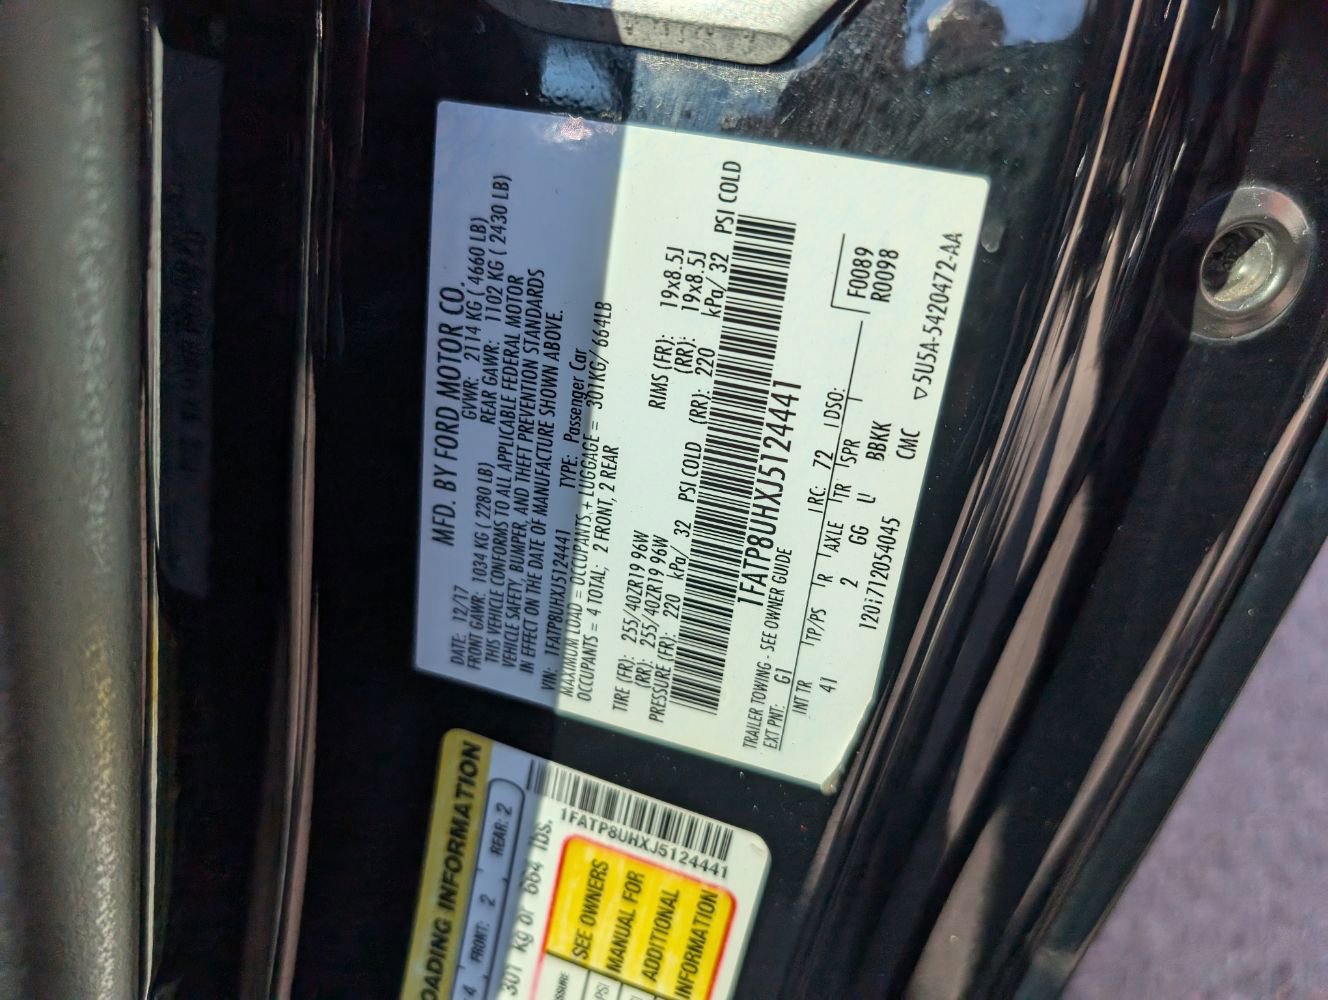 MFD. BY FORD MOTOR CO.
DATE: 12/17 GVWR: 2114 KG ( 4660 LB)
FRONT GAWR: 1034 KG ( 2280 LB) REAR GAWR: 1102 KG ( 2430 LB)
THIS VEHICLE CONFORMS TO ALL APPLICABLE FEDERAL MOTOR
VEHICLE SAFETY, BUMPER, AND THEFT PREVENTION STANDARDS
IN EFFECT ON THE DATE OF MANUFACTURE SHOWN ABOVE.
VIN: 1FATP8UHXJ5124441 TYPE: Passenger Car
MAXIMUM LOAD = OCCUPANTS + LUGGAGE = 301KG/ 664LB
OCCUPANTS = 4 TOTAL; 2 FRONT, 2 REAR
TIRE (FR): 255/40ZR19 96W RIMS (FR): 19x8.5J
(RR): 255/40ZR19 96W (RR): 19x8.5J
PRESSURE (FR): 220 kPa/ 32 PSI COLD (RR): 220 kPa/ 32 PSI COLD
1FATP8UHXJ5124441
TRAILER TOWING - SEE OWNER GUIDE
EXT PNT: G1 RC: 72 DSO: F0089
R0098
INT TR TP/PS R AXLE TR SPR
41 2 GG U BBKK
120i712054045 CMC
▽5U5A-5420472-AA
LOADING INFORMATION
4 FRONT: 2 REAR: 2
301 kg or 664 lbs.
1FATP8UHXJ5124441
SEE OWNERS
MANUAL FOR
ADDITIONAL
INFORMATION